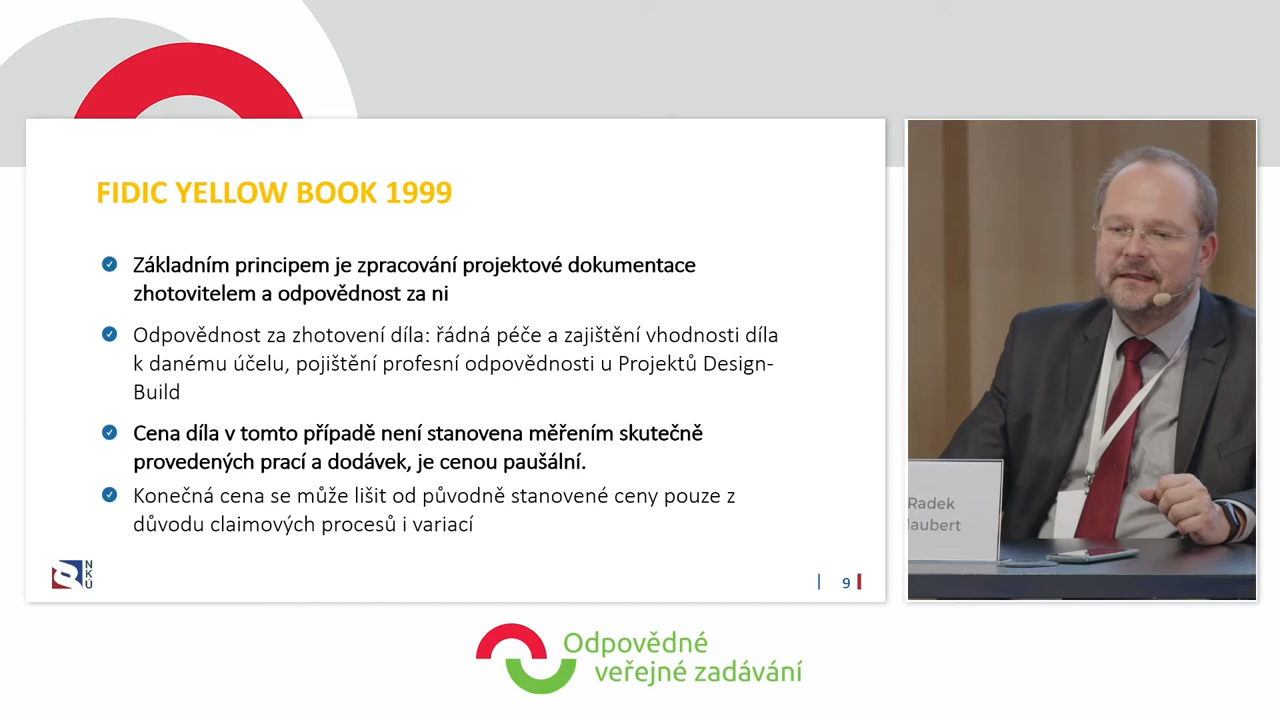 FIDIC YELLOW BOOK 1999
Základním principem je zpracování projektové dokumentace
zhotovitelem a odpovědnost za ni
Odpovědnost za zhotovení díla: řádná péče a zajištění vhodnosti díla
k danému účelu, pojištění profesní odpovědnosti u Projektů Design-
Build
Cena díla v tomto případě není stanovena měřením skutečně
provedených prací a dodávek, je cenou paušální.
Konečná cena se může lišit od původně stanovené ceny pouze z
důvodu claimových procesů i variací
NKU
9
Radek
Odpovědné
veřejné zadávání